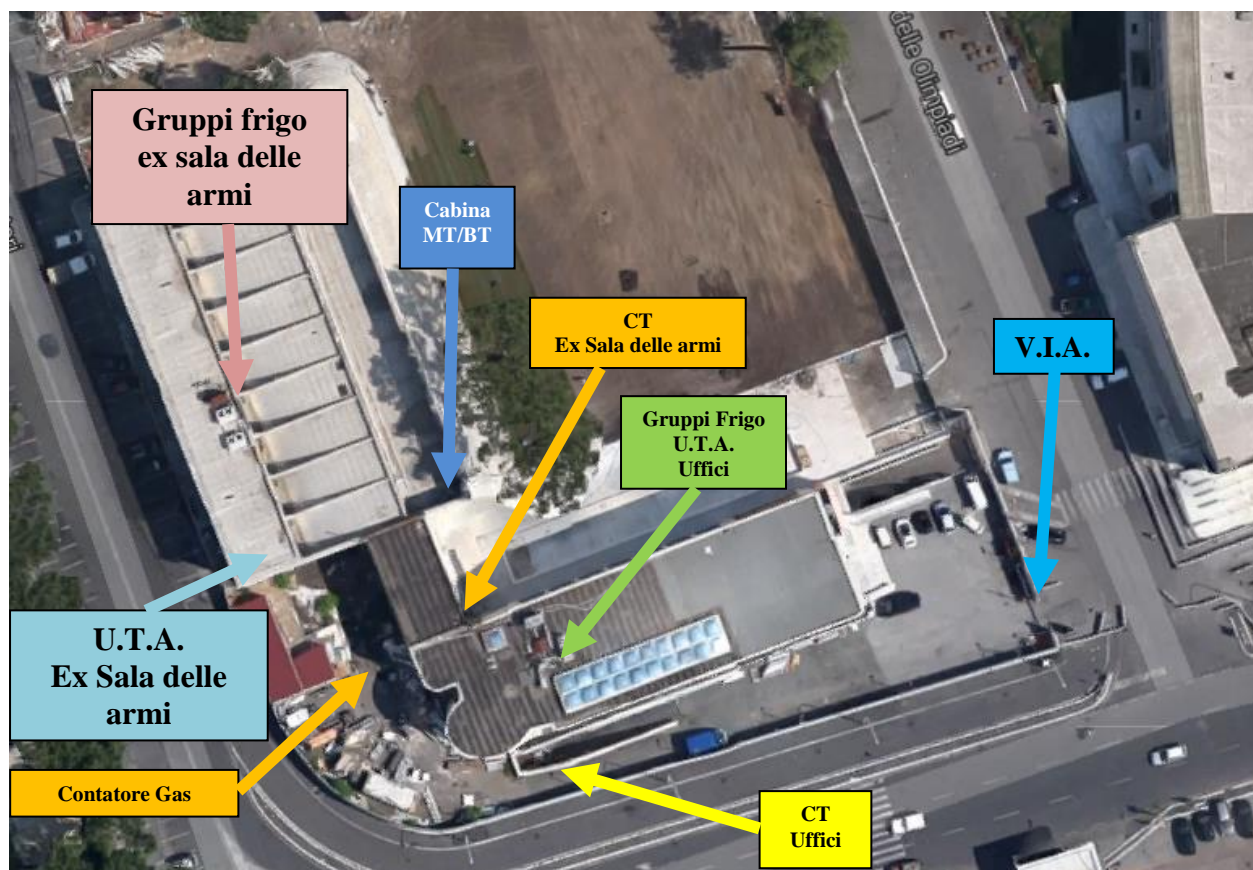 delle Olimpiadi
Gruppi frigo
ex sala delle
armi
Cabina
MT/BT
CT
Ex Sala delle armi
V.I.A.
Gruppi Frigo
U.T.A.
Uffici
U.T.A.
Ex Sala delle
armi
Contatore Gas
CT
Uffici